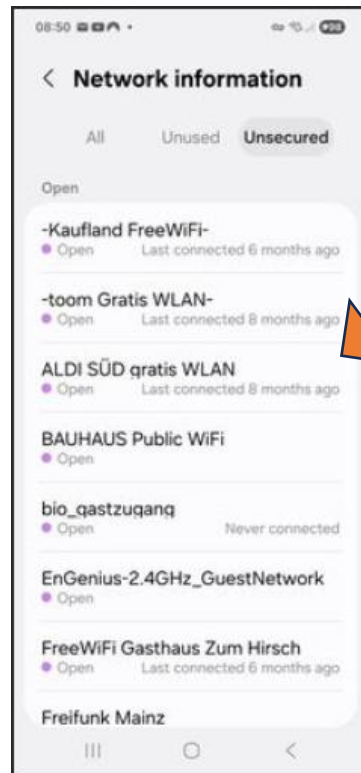 08:50
Network information
All Unused Unsecured
Open
-Kaufland FreeWiFi-
Open Last connected 6 months ago
-toom Gratis WLAN-
Open Last connected 8 months ago
ALDI SÜD gratis WLAN
Open Last connected 8 months ago
BAUHAUS Public WiFi
Open
bio_gastzugang
Open Never connected
EnGenius-2.4GHz_GuestNetwork
Open
FreeWiFi Gasthaus Zum Hirsch
Open Last connected 6 months ago
Freifunk Mainz